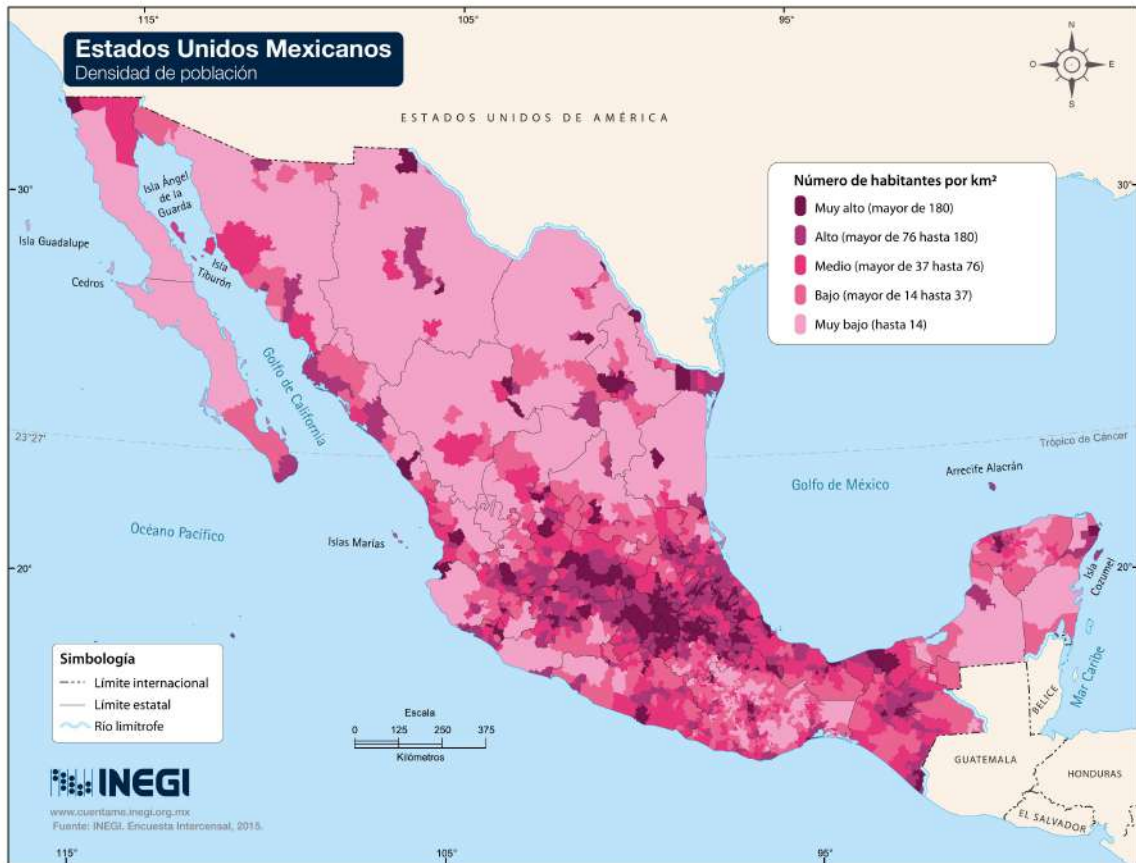 115°
105°
95°
Estados Unidos Mexicanos
Densidad de población
N
O
E
S
ESTADOS UNIDOS DE AMÉRICA
Número de habitantes por km²
Muy alto (mayor de 180)
Alto (mayor de 76 hasta 180)
Medio (mayor de 37 hasta 76)
Bajo (mayor de 14 hasta 37)
Muy bajo (hasta 14)
30°
30°
Isla Ángel
de la
Guarda
Isla Guadalupe
Isla
Tiburón
Cedros
Golfo de California
23°27'
Trópico de Cáncer
Arrecife Alacrán
Golfo de México
Océano Pacífico
Islas Marías
20°
20°
Isla
Cozumel
Mar Caribe
BELICE
GUATEMALA
HONDURAS
EL SALVADOR
Simbología
Límite internacional
Límite estatal
Río limítrofe
Escala
0 125 250 375
Kilómetros
INEGI
www.cuentame.inegi.org.mx
Fuente: INEGI. Encuesta Intercensal, 2015.
115°
105°
95°